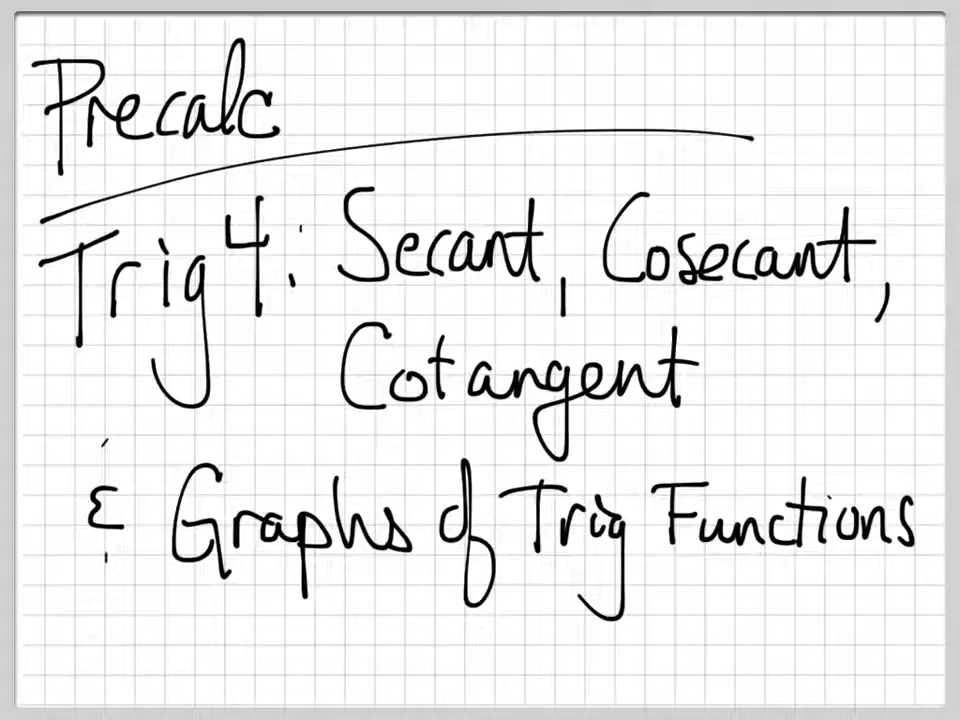 Precalc
Trig 4: Secant, Cosecant,
Cotangent
& Graphs of Trig Functions